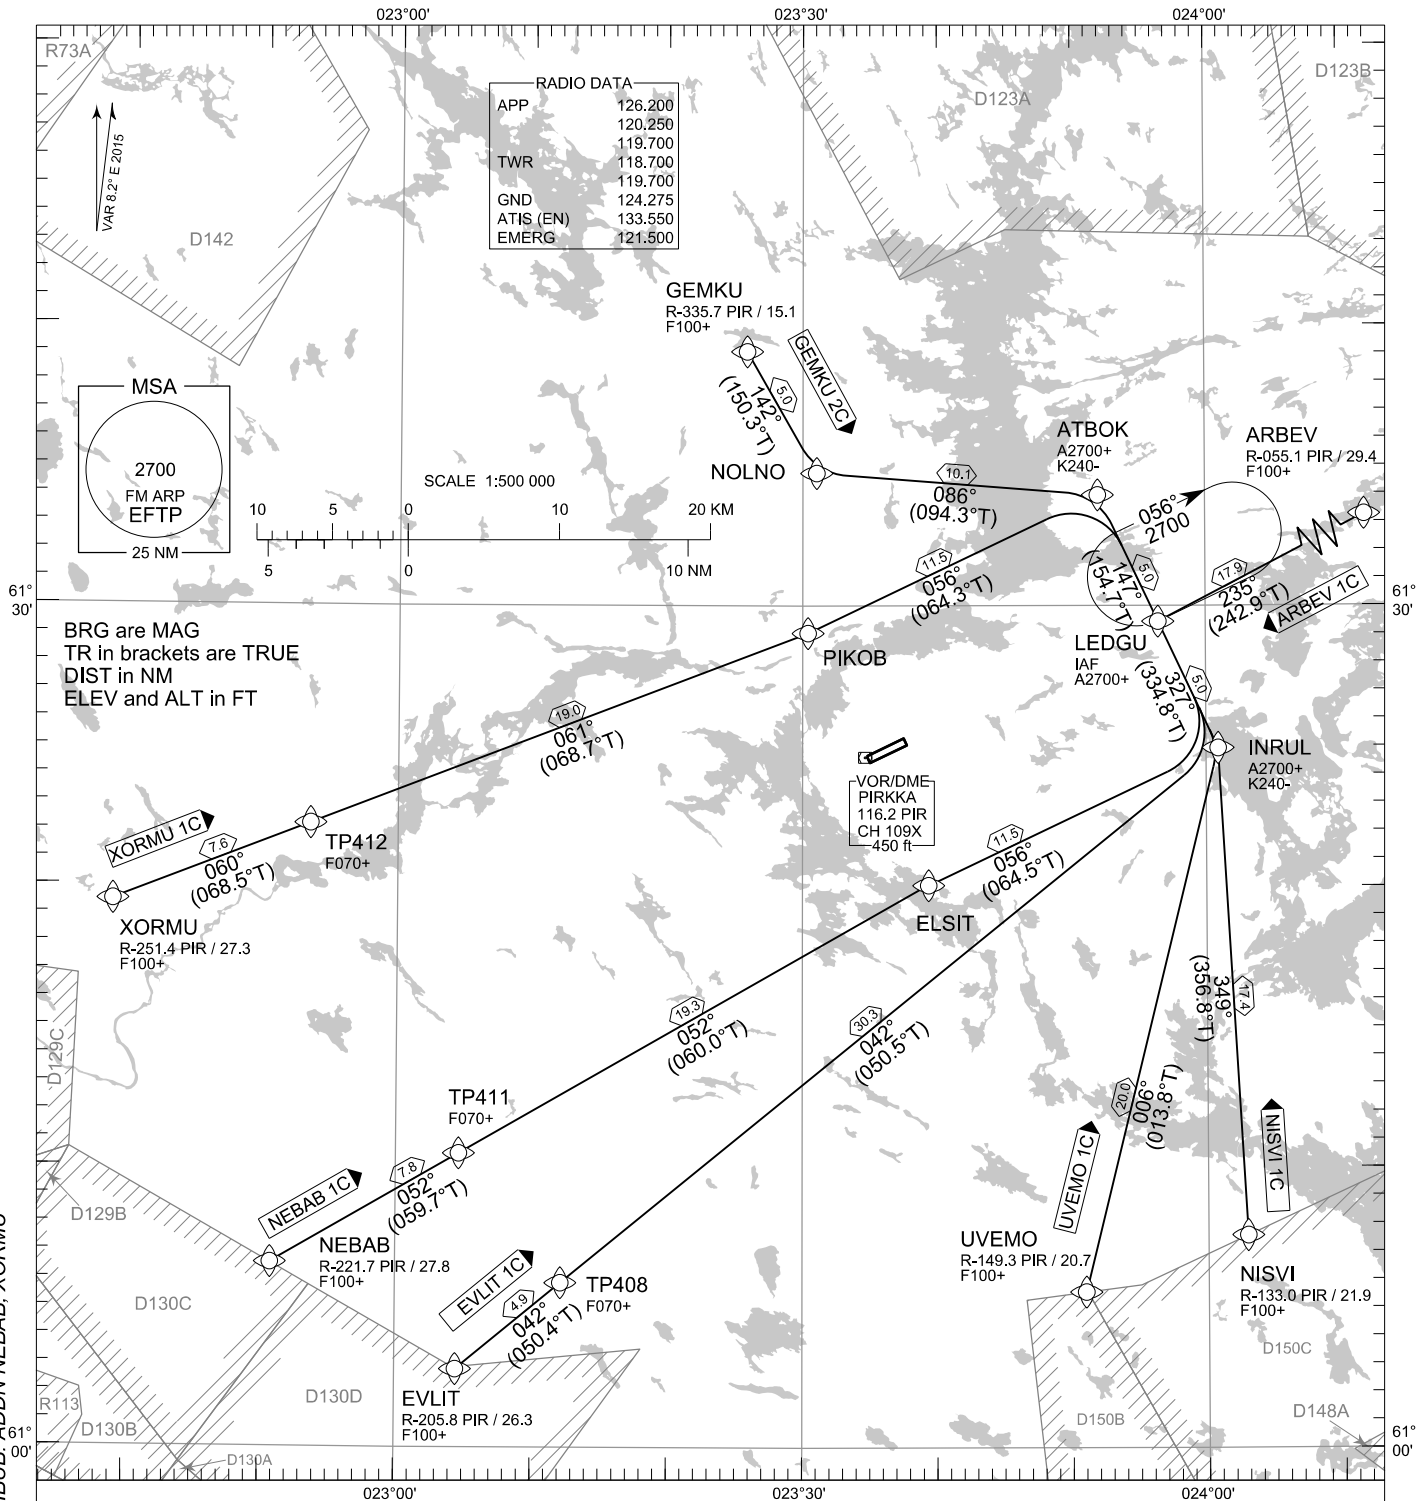 023°00'
023°30'
024°00'
R73A
D123A
D123B
VAR 8.2° E 2015
D142
RADIO DATA
APP 126.200
120.250
119.700
TWR 118.700
119.700
GND 124.275
ATIS (EN) 133.550
EMERG 121.500
GEMKU
R-335.7 PIR / 15.1
F100+
GEMKU 2C
5.0
142°
(150.3°T)
MSA
2700
FM ARP
EFTP
25 NM
SCALE 1:500 000
10 5 0 10 20 KM
5 0 10 NM
NOLNO
10.1
086°
(094.3°T)
ATBOK
A2700+
K240-
ARBEV
R-055.1 PIR / 29.4
F100+
056°
2700
5.0
147°
(154.7°T)
17.9
235°
(242.9°T)
ARBEV 1C
11.5
056°
(064.3°T)
61°
30'
61°
30'
BRG are MAG
TR in brackets are TRUE
DIST in NM
ELEV and ALT in FT
PIKOB
LEDGU
IAF
A2700+
5.0
327°
(334.8°T)
19.0
061°
(068.7°T)
INRUL
A2700+
K240-
VOR/DME
PIRKKA
116.2 PIR
CH 109X
450 ft
XORMU 1C
7.6
060°
(068.5°T)
TP412
F070+
XORMU
R-251.4 PIR / 27.3
F100+
11.5
056°
(064.5°T)
ELSIT
19.3
052°
(060.0°T)
30.3
042°
(050.5°T)
349°
(356.8°T)
17.4
D129C
TP411
F070+
20.0
006°
(013.8°T)
NISVI 1C
UVEMO 1C
NEBAB 1C
7.8
052°
(059.7°T)
D129B
NEBAB
R-221.7 PIR / 27.8
F100+
EVLIT 1C
4.9
042°
(050.4°T)
TP408
F070+
UVEMO
R-149.3 PIR / 20.7
F100+
NISVI
R-133.0 PIR / 21.9
F100+
D130C
D150C
EVLIT
R-205.8 PIR / 26.3
F100+
R113
D130B
D130D
D130A
D150B
D148A
61°
00'
61°
00'
023°00'
023°30'
024°00'
ADDN NEBAB, XORMU